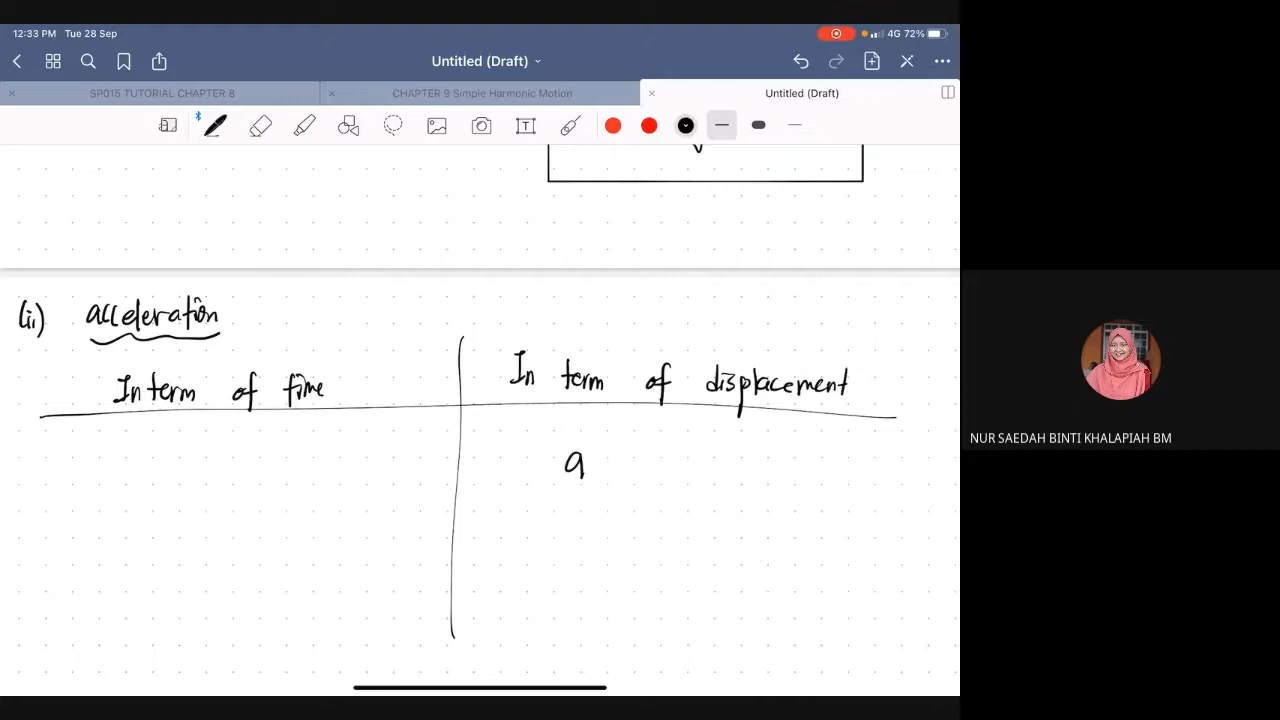 12:33 PM Tue 28 Sep
4G 72%
Untitled (Draft)
SP015 TUTORIAL CHAPTER 8
CHAPTER 9 Simple Harmonic Motion
Untitled (Draft)
T
(ii) acceleration
In term of time
In term of displacement
a
NUR SAEDAH BINTI KHALAPIAH BM